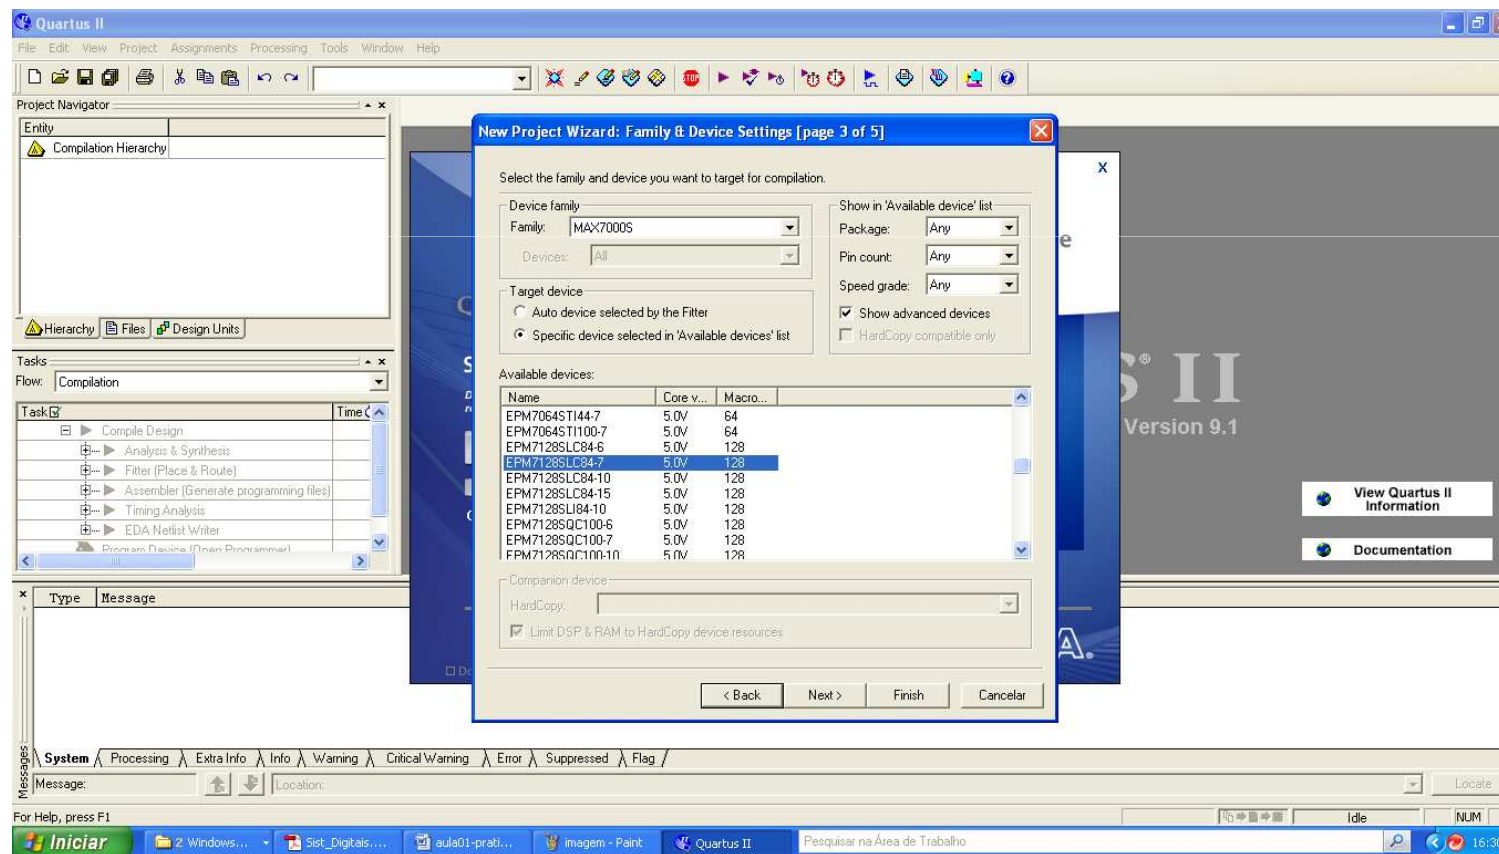 Quartus II
File Edit View Project Assignments Processing Tools Window Help
Project Navigator
Entity
Compilation Hierarchy
Hierarchy Files Design Units
Tasks
Flow: Compilation
Task Time (
Compile Design
Analysis & Synthesis
Fitter (Place & Route)
Assembler (Generate programming files)
Timing Analysis
EDA Netlist Writer
Program Device (Open Programmer)
New Project Wizard: Family & Device Settings [page 3 of 5]
Select the family and device you want to target for compilation.
Device family
Family: MAX7000S
Devices: All
Target device
Auto device selected by the Fitter
Specific device selected in 'Available devices' list
Show in 'Available device' list
Package: Any
Pin count: Any
Speed grade: Any
Show advanced devices
HardCopy compatible only
Available devices:
Name Core v... Macro...
EPM7064STI44-7 5.0V 64
EPM7064STI100-7 5.0V 64
EPM7128SLC84-6 5.0V 128
EPM7128SLC84-7 5.0V 128
EPM7128SLC84-10 5.0V 128
EPM7128SLC84-15 5.0V 128
EPM7128SLI84-10 5.0V 128
EPM7128SQC100-6 5.0V 128
EPM7128SQC100-7 5.0V 128
EPM7128SQC100-10 5.0V 128
Companion device
HardCopy:
Limit DSP & RAM to HardCopy device resources
< Back Next > Finish Cancelar
X
e
S® II
Version 9.1
A®
View Quartus II
Information
Documentation
Type Message
Messages
System Processing Extra Info Info Warning Critical Warning Error Suppressed Flag
Message: Location: Locate
For Help, press F1 Idle NUM
Iniciar 2 Windows... Sist_Digitais.... aula01-prati... imagem - Paint Quartus II Pesquisar na Área de Trabalho